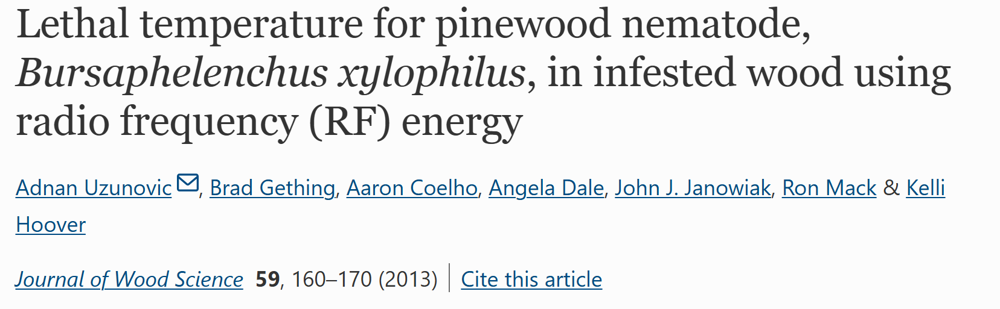 Lethal temperature for pinewood nematode,
Bursaphelenchus xylophilus, in infested wood using
radio frequency (RF) energy
Adnan Uzunovic, Brad Gething, Aaron Coelho, Angela Dale, John J. Janowiak, Ron Mack & Kelli
Hoover
Journal of Wood Science 59, 160–170 (2013) | Cite this article